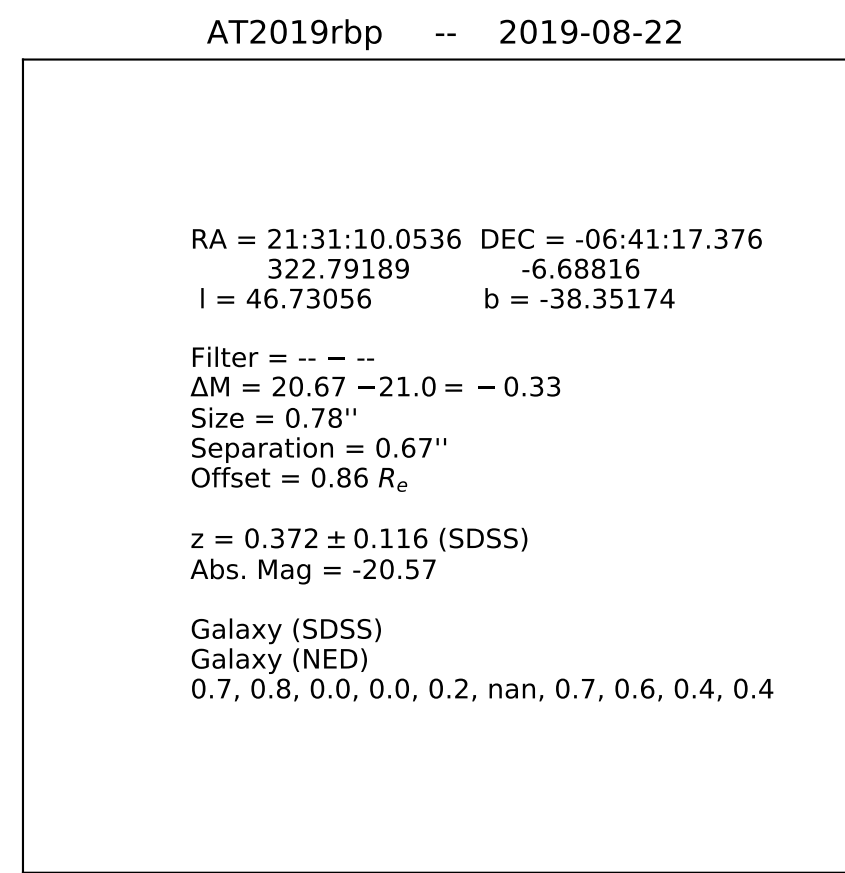 AT2019rbp -- 2019-08-22
RA = 21:31:10.0536 DEC = -06:41:17.376
322.79189 -6.68816
l = 46.73056 b = -38.35174
Filter = -- − --
ΔM = 20.67 −21.0 = − 0.33
Size = 0.78''
Separation = 0.67''
Offset = 0.86 Rₑ
z = 0.372 ± 0.116 (SDSS)
Abs. Mag = -20.57
Galaxy (SDSS)
Galaxy (NED)
0.7, 0.8, 0.0, 0.0, 0.2, nan, 0.7, 0.6, 0.4, 0.4